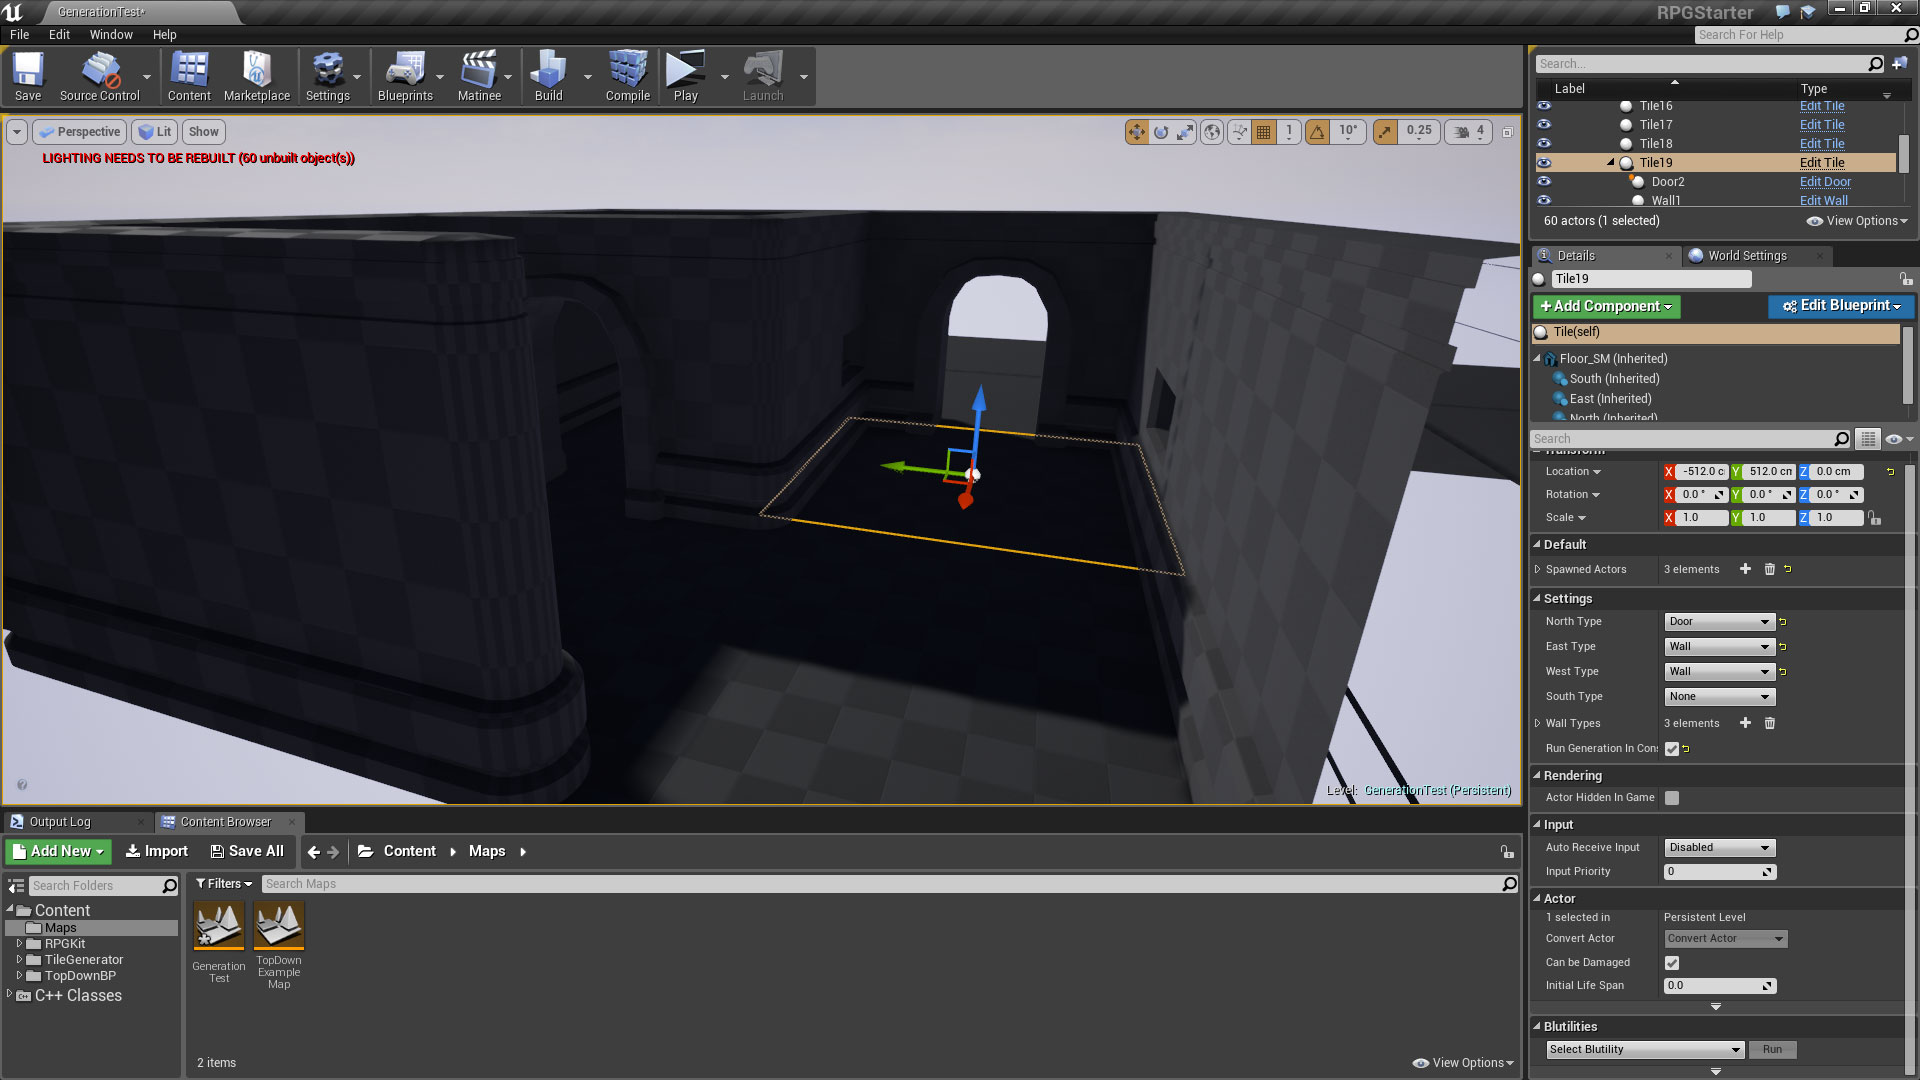 GenerationTest*
RPGStarter
File Edit Window Help
Search For Help
Save
Source Control
Content
Marketplace
Settings
Blueprints
Matinee
Build
Compile
Play
Launch
Perspective
Lit
Show
1
10°
0.25
4
LIGHTING NEEDS TO BE REBUILT (60 unbuilt object(s))
Level: GenerationTest (Persistent)
Search...
Label Type
Tile16 Edit Tile
Tile17 Edit Tile
Tile18 Edit Tile
Tile19 Edit Tile
Door2 Edit Door
Wall1 Edit Wall
60 actors (1 selected) View Options
Details
World Settings
Tile19
+Add Component
Edit Blueprint
Tile(self)
Floor_SM (Inherited)
South (Inherited)
East (Inherited)
North (Inherited)
Search
Transform
Location X -512.0 c Y 512.0 cm Z 0.0 cm
Rotation X 0.0 ° Y 0.0 ° Z 0.0 °
Scale X 1.0 Y 1.0 Z 1.0
Default
Spawned Actors 3 elements
Settings
North Type Door
East Type Wall
West Type Wall
South Type None
Wall Types 3 elements
Run Generation In Cons
Rendering
Actor Hidden In Game
Input
Auto Receive Input Disabled
Input Priority 0
Actor
1 selected in Persistent Level
Convert Actor Convert Actor
Can be Damaged
Initial Life Span 0.0
Blutilities
Select Blutility Run
Output Log
Content Browser
Add New
Import
Save All
Content
Maps
Search Folders
Filters
Search Maps
Content
Maps
RPGKit
TileGenerator
TopDownBP
C++ Classes
Generation
Test
TopDown
Example
Map
2 items
View Options